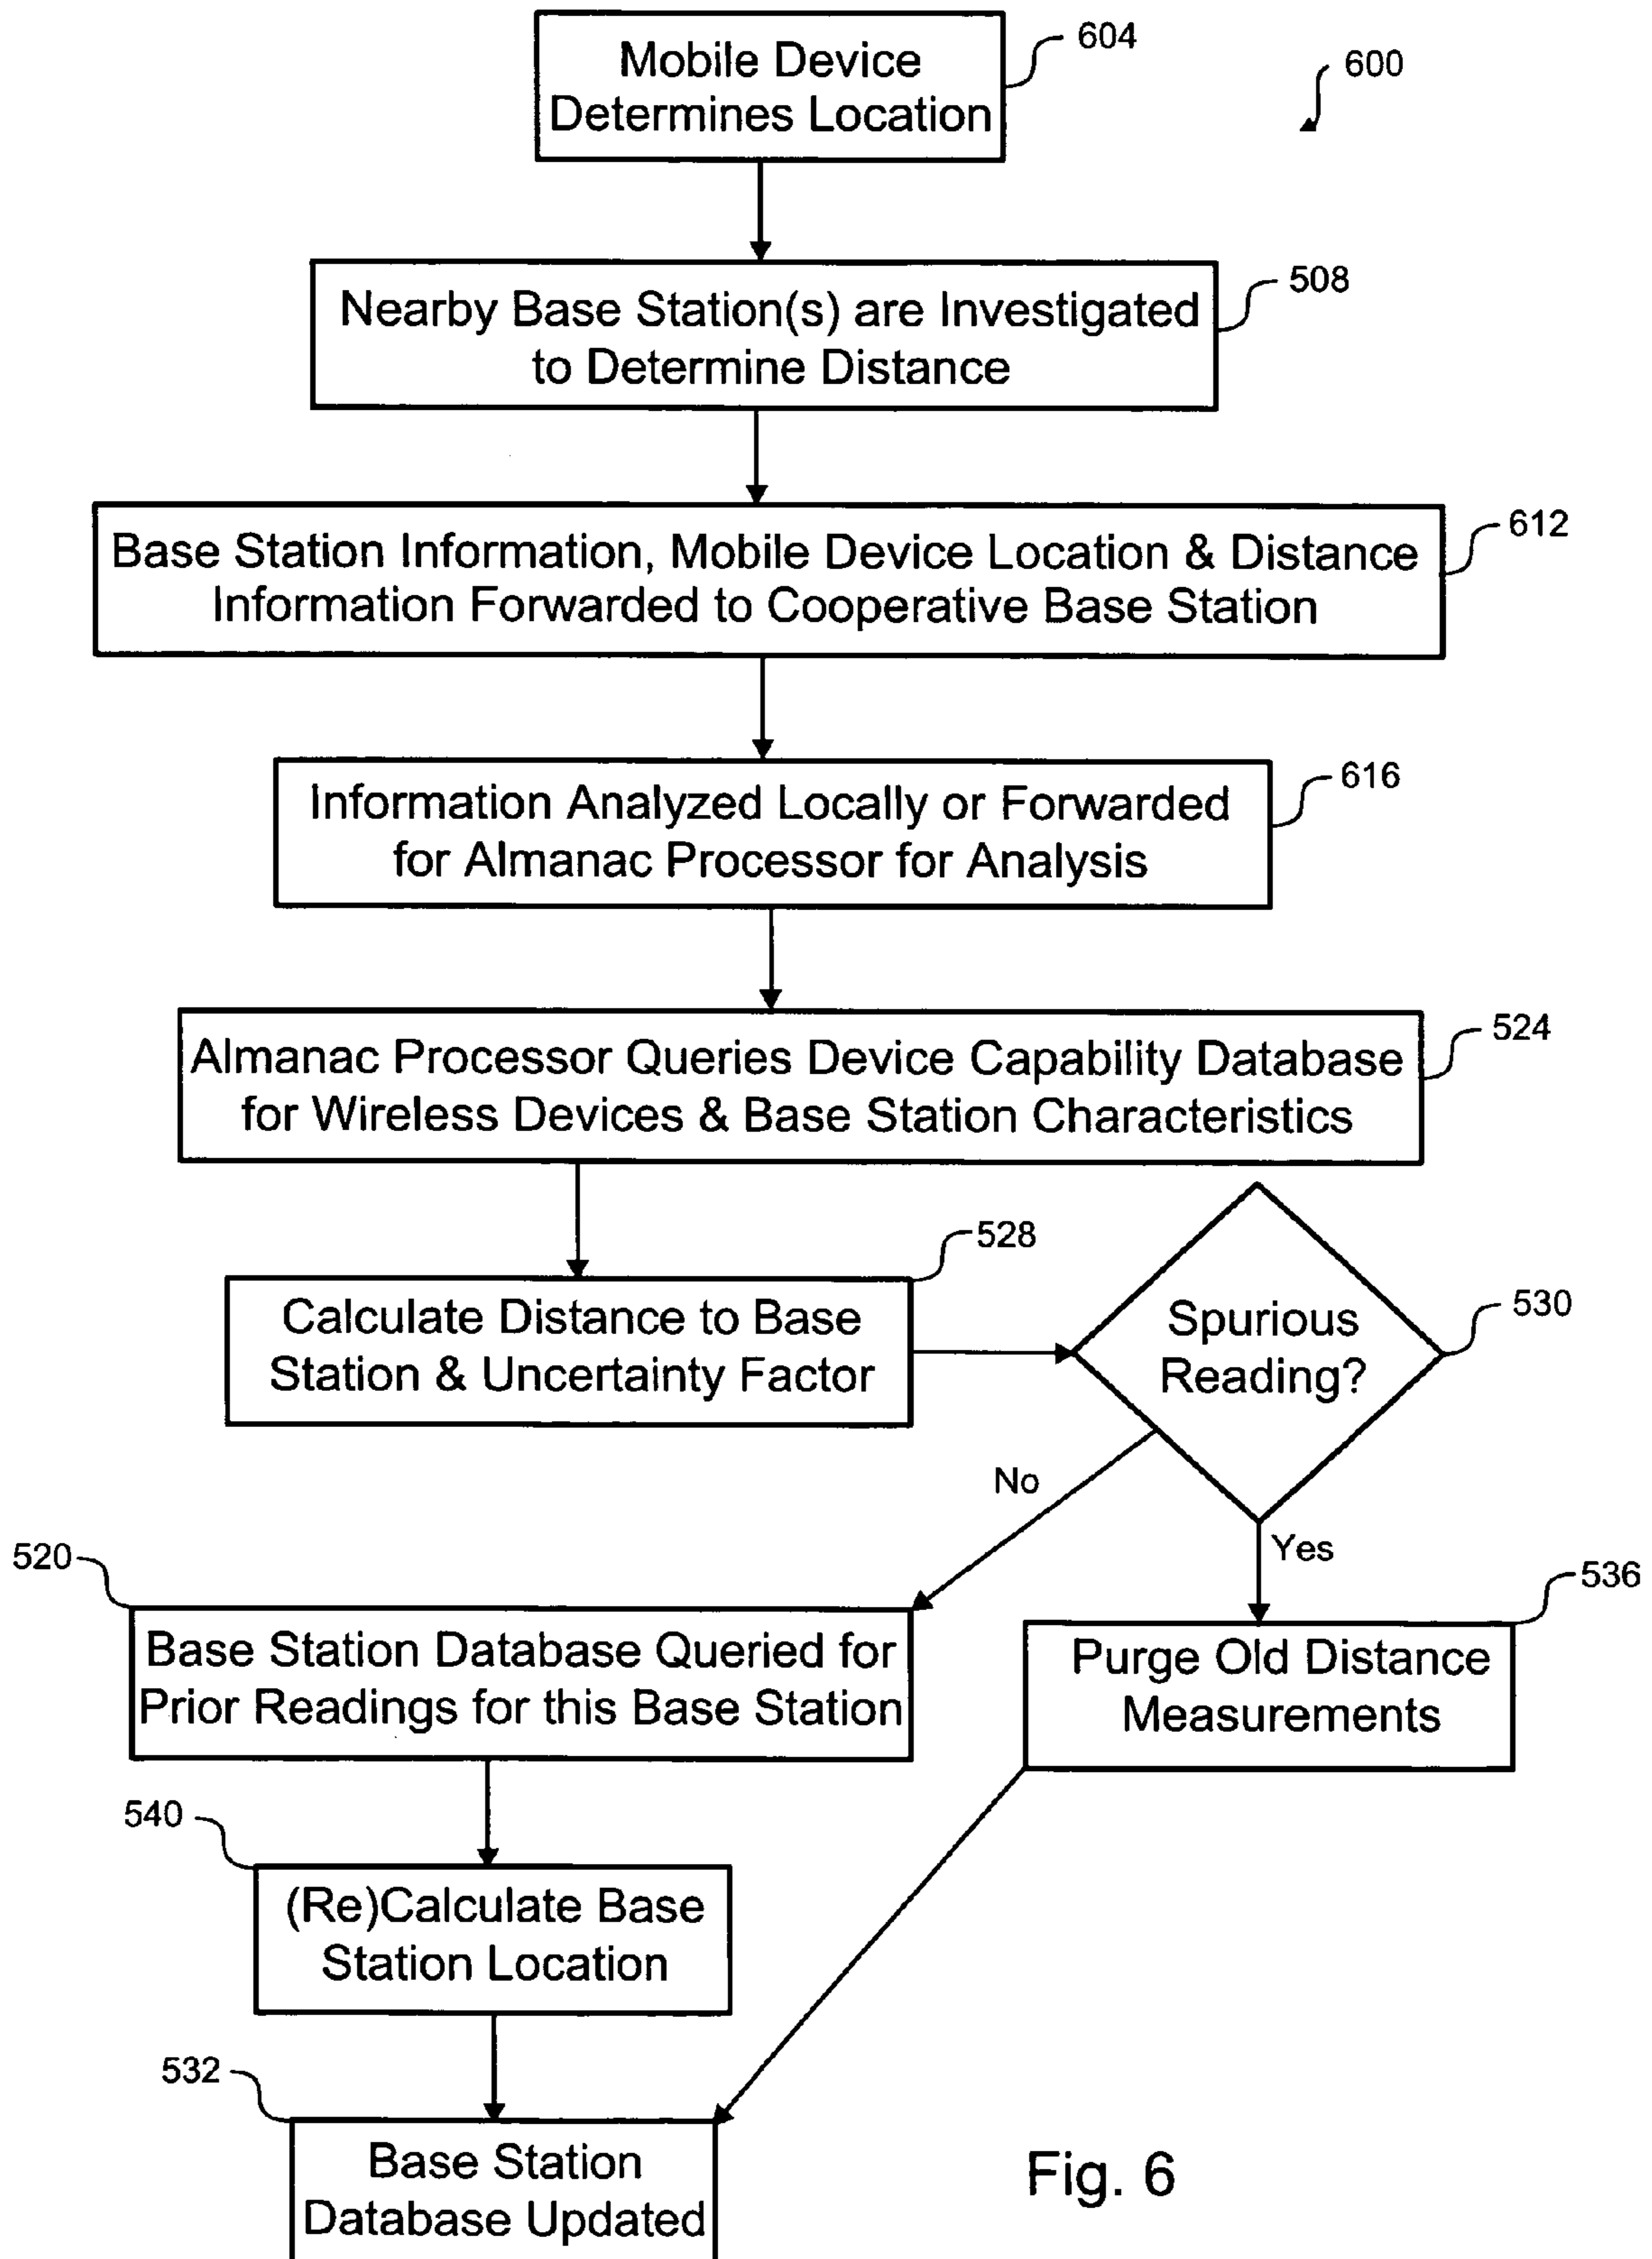 Mobile Device
Determines Location
604
600
Nearby Base Station(s) are Investigated
to Determine Distance
508
Base Station Information, Mobile Device Location & Distance
Information Forwarded to Cooperative Base Station
612
Information Analyzed Locally or Forwarded
for Almanac Processor for Analysis
616
Almanac Processor Queries Device Capability Database
for Wireless Devices & Base Station Characteristics
524
Calculate Distance to Base
Station & Uncertainty Factor
528
Spurious
Reading?
530
No
Yes
520
Base Station Database Queried for
Prior Readings for this Base Station
536
Purge Old Distance
Measurements
540
(Re)Calculate Base
Station Location
532
Base Station
Database Updated
Fig. 6